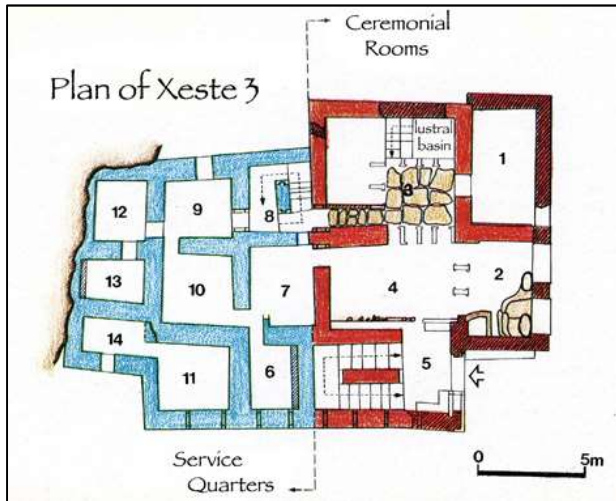 Ceremonial
Rooms
Plan of Xeste 3
lustral
basin
1
3
12
9
8
2
13
10
7
4
14
5
11
6
0 5m
Service
Quarters